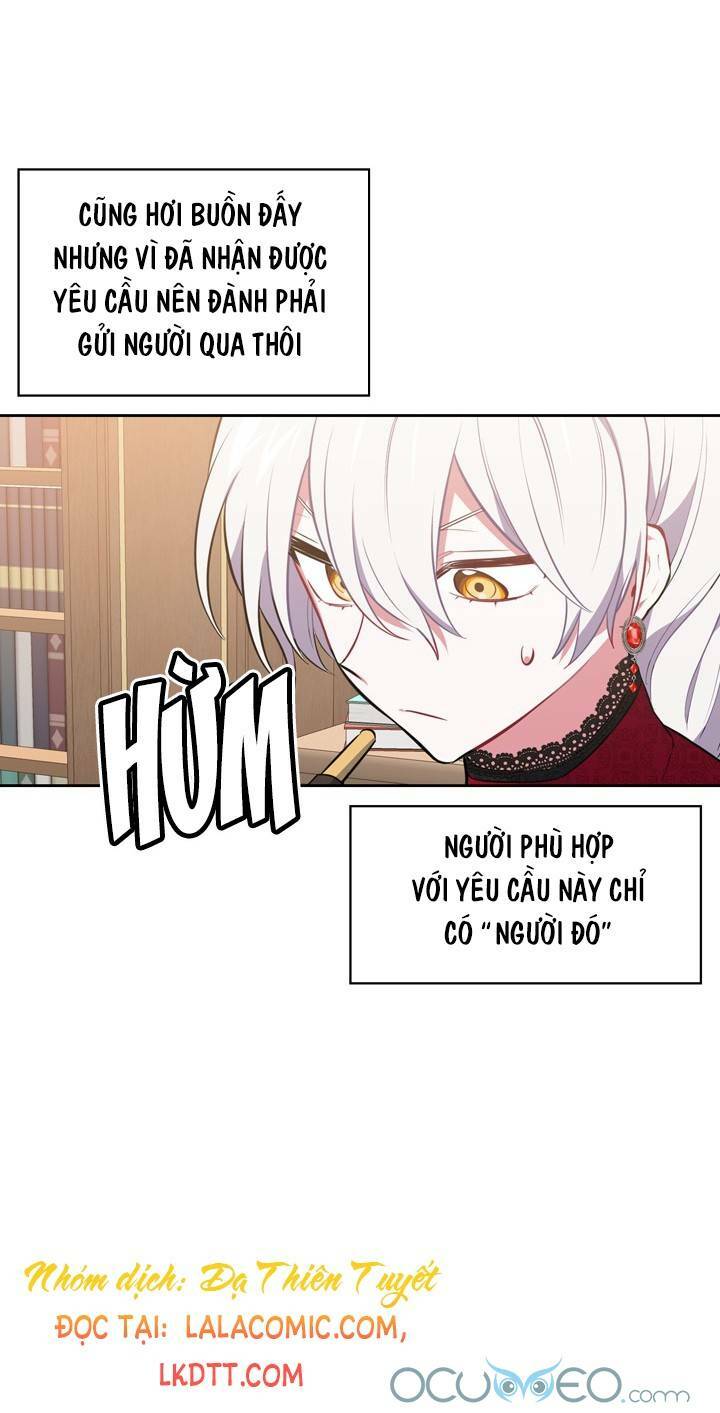 CŨNG HƠI BUỒN ĐẤY
NHƯNG VÌ ĐÃ NHẬN ĐƯỢC
YÊU CẦU NÊN ĐÀNH PHẢI
GỬI NGƯỜI QUA THÔI
HỪM
NGƯỜI PHÙ HỢP
VỚI YÊU CẦU NÀY CHỈ
CÓ “NGƯỜI ĐÓ”
Nhóm dịch: Dạ Thiên Tuyết
ĐỌC TẠI: LALACOMIC.COM,
LKDTT.COM
OCUMEO.comm